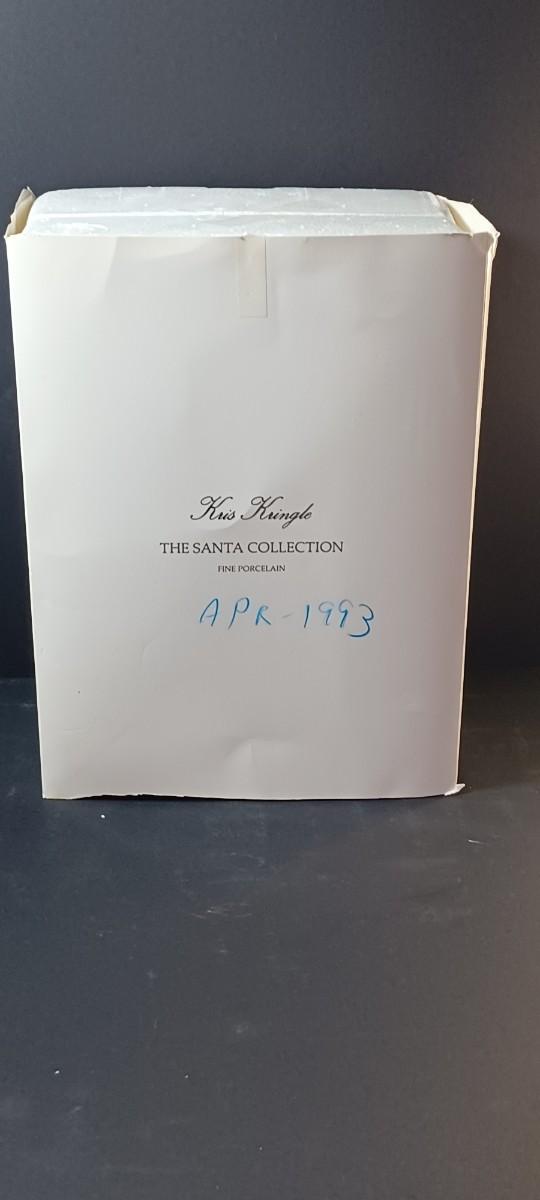 Kris Kringle
THE SANTA COLLECTION
FINE PORCELAIN
APR-1993